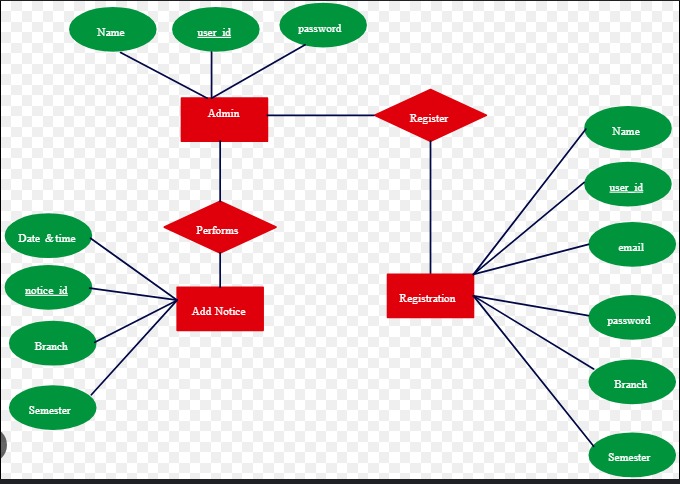 Name
user_id
password
Admin
Register
Name
user_id
Performs
Date & time
email
notice_id
Registration
Add Notice
password
Branch
Branch
Semester
Semester